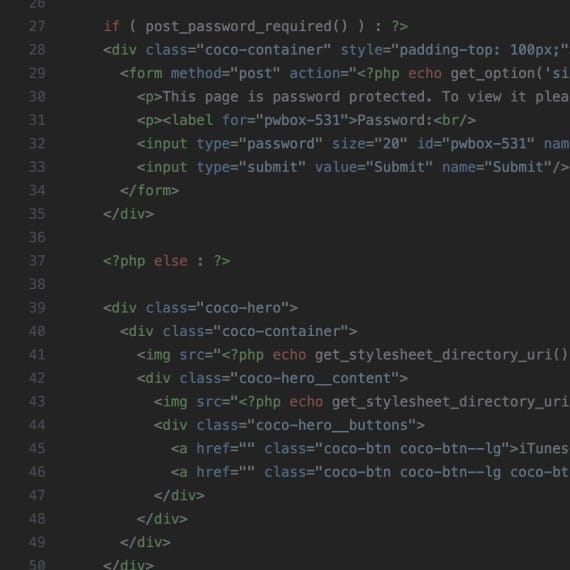 26
27 if ( post_password_required() ) : ?>
28 <div class="coco-container" style="padding-top: 100px;"
29 <form method="post" action="<?php echo get_option('si
30 <p>This page is password protected. To view it plea
31 <p><label for="pwbox-531">Password:<br/>
32 <input type="password" size="20" id="pwbox-531" nam
33 <input type="submit" value="Submit" name="Submit"/>
34 </form>
35 </div>
36
37 <?php else : ?>
38
39 <div class="coco-hero">
40 <div class="coco-container">
41 <img src="<?php echo get_stylesheet_directory_uri()
42 <div class="coco-hero__content">
43 <img src="<?php echo get_stylesheet_directory_uri
44 <div class="coco-hero__buttons">
45 <a href="" class="coco-btn coco-btn--lg">iTunes
46 <a href="" class="coco-btn coco-btn--lg coco-bt
47 </div>
48 </div>
49 </div>
50 </div>